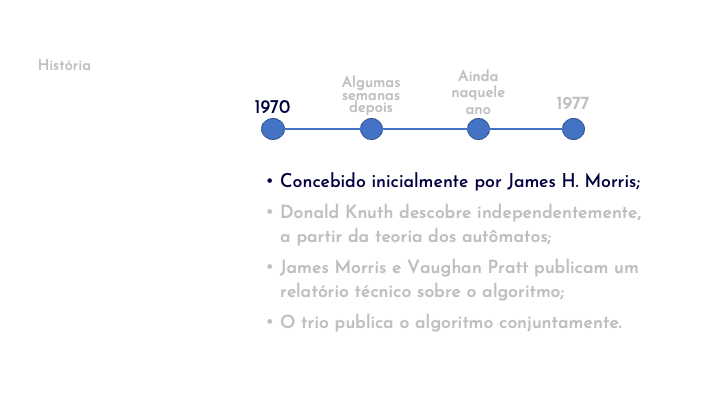 História
1970
Algumas
semanas
depois
Ainda
naquele
ano
1977
• Concebido inicialmente por James H. Morris;
• Donald Knuth descobre independentemente,
a partir da teoria dos autômatos;
• James Morris e Vaughan Pratt publicam um
relatório técnico sobre o algoritmo;
• O trio publica o algoritmo conjuntamente.